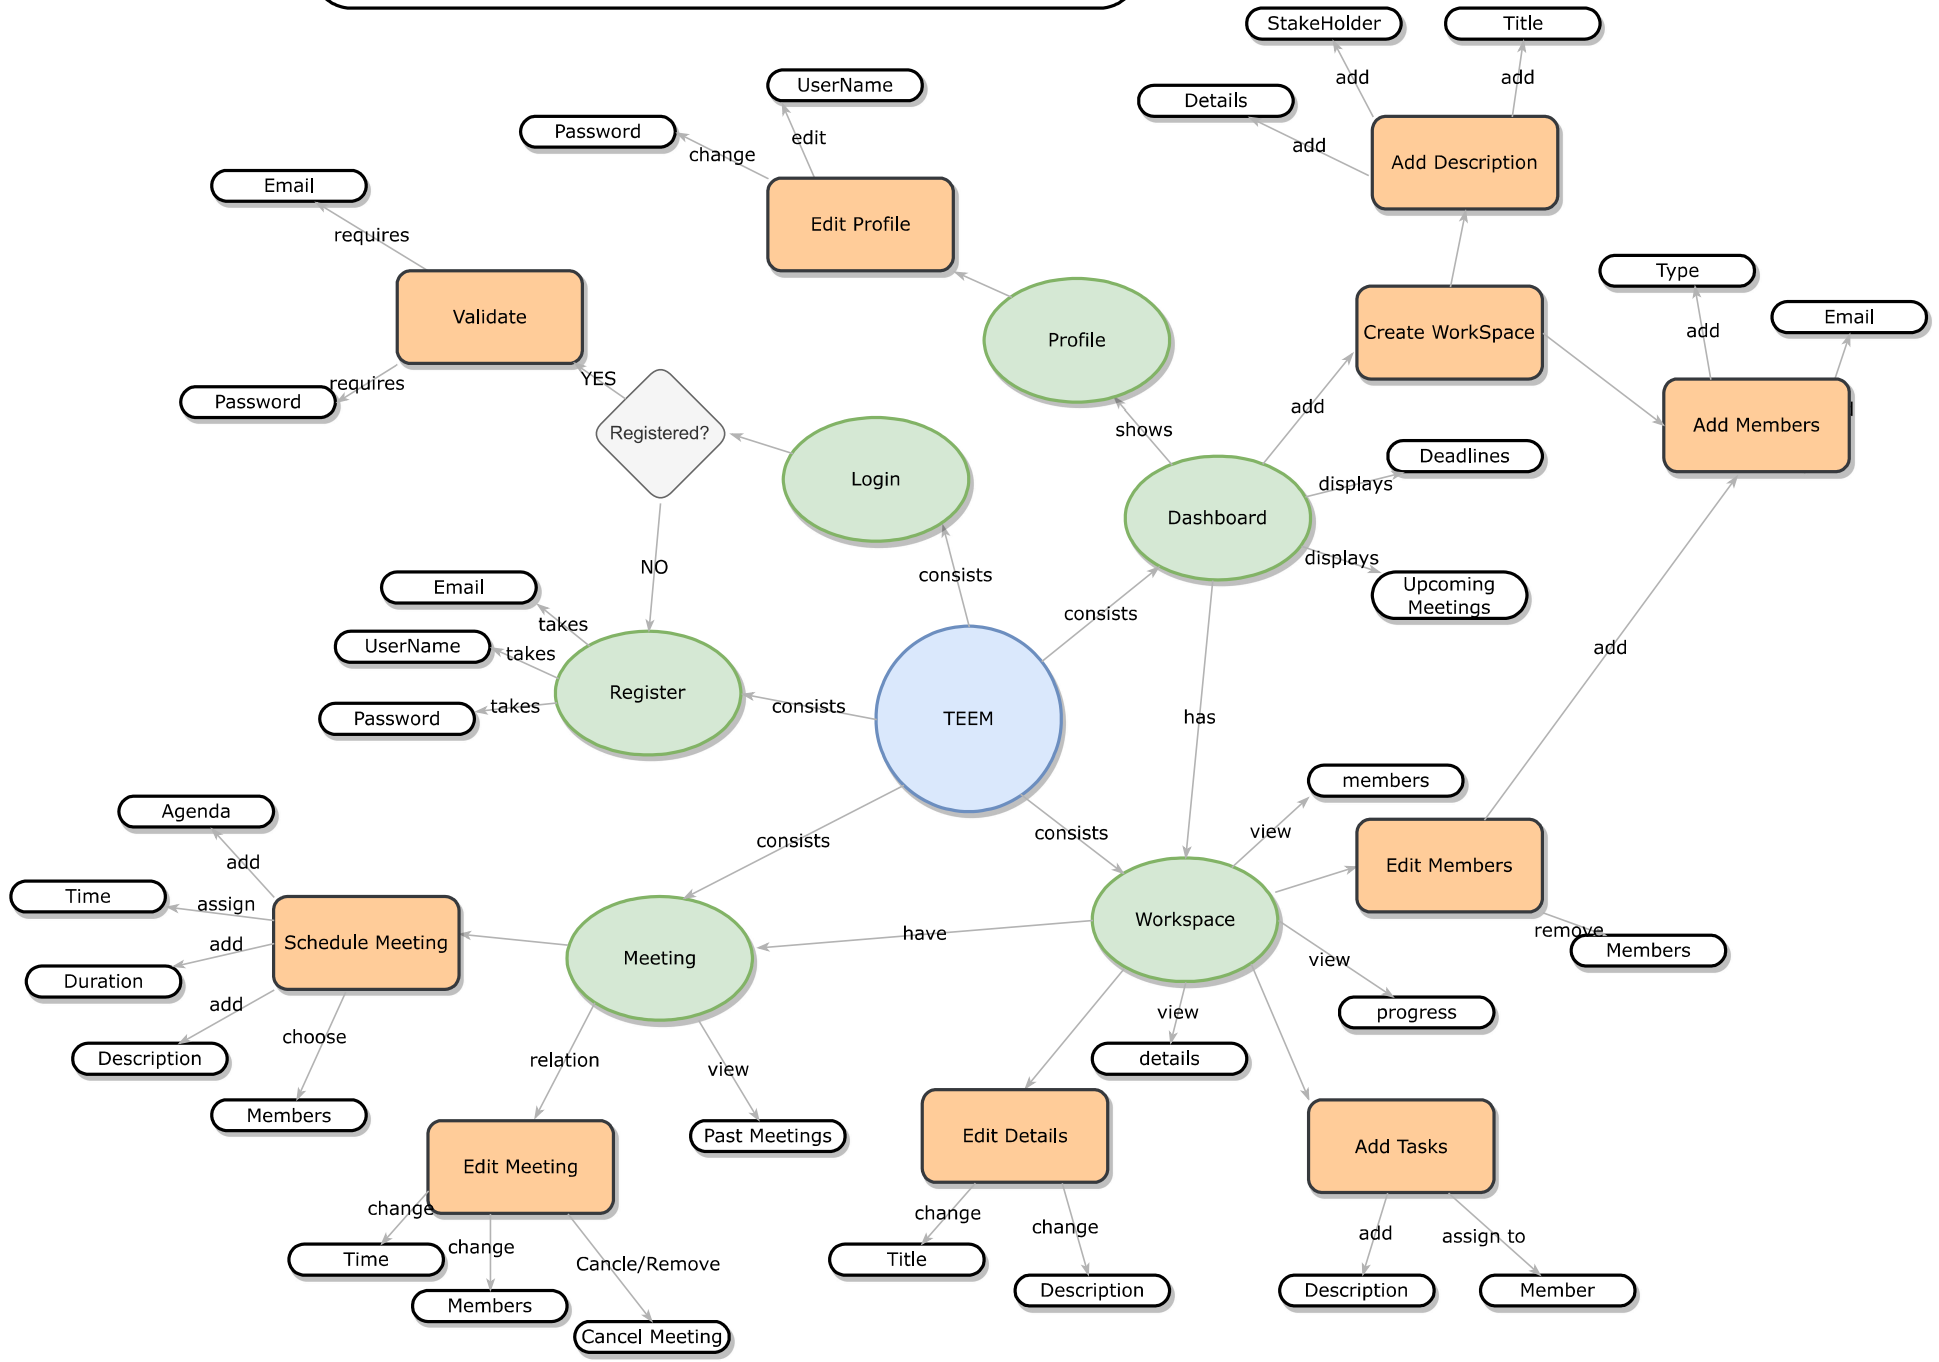 StakeHolder
Title
add
add
UserName
Details
Password
edit
add
change
Add Description
Email
Edit Profile
requires
Type
Validate
Email
Profile
Create WorkSpace
add
YES
requires
Password
add
Registered?
shows
Add Members
Deadlines
Login
displays
Dashboard
displays
NO
consists
Email
Upcoming
Meetings
takes
consists
UserName
takes
add
Register
Password
takes
consists
TEEM
has
members
Agenda
consists
consists
view
add
Edit Members
Time
assign
Workspace
have
remove
add
Schedule Meeting
Members
Meeting
view
Duration
add
view
progress
choose
Description
details
relation
view
Members
Past Meetings
Edit Details
Add Tasks
Edit Meeting
change
change
change
add
assign to
change
Time
Title
Cancle/Remove
Description
Description
Member
Members
Cancel Meeting